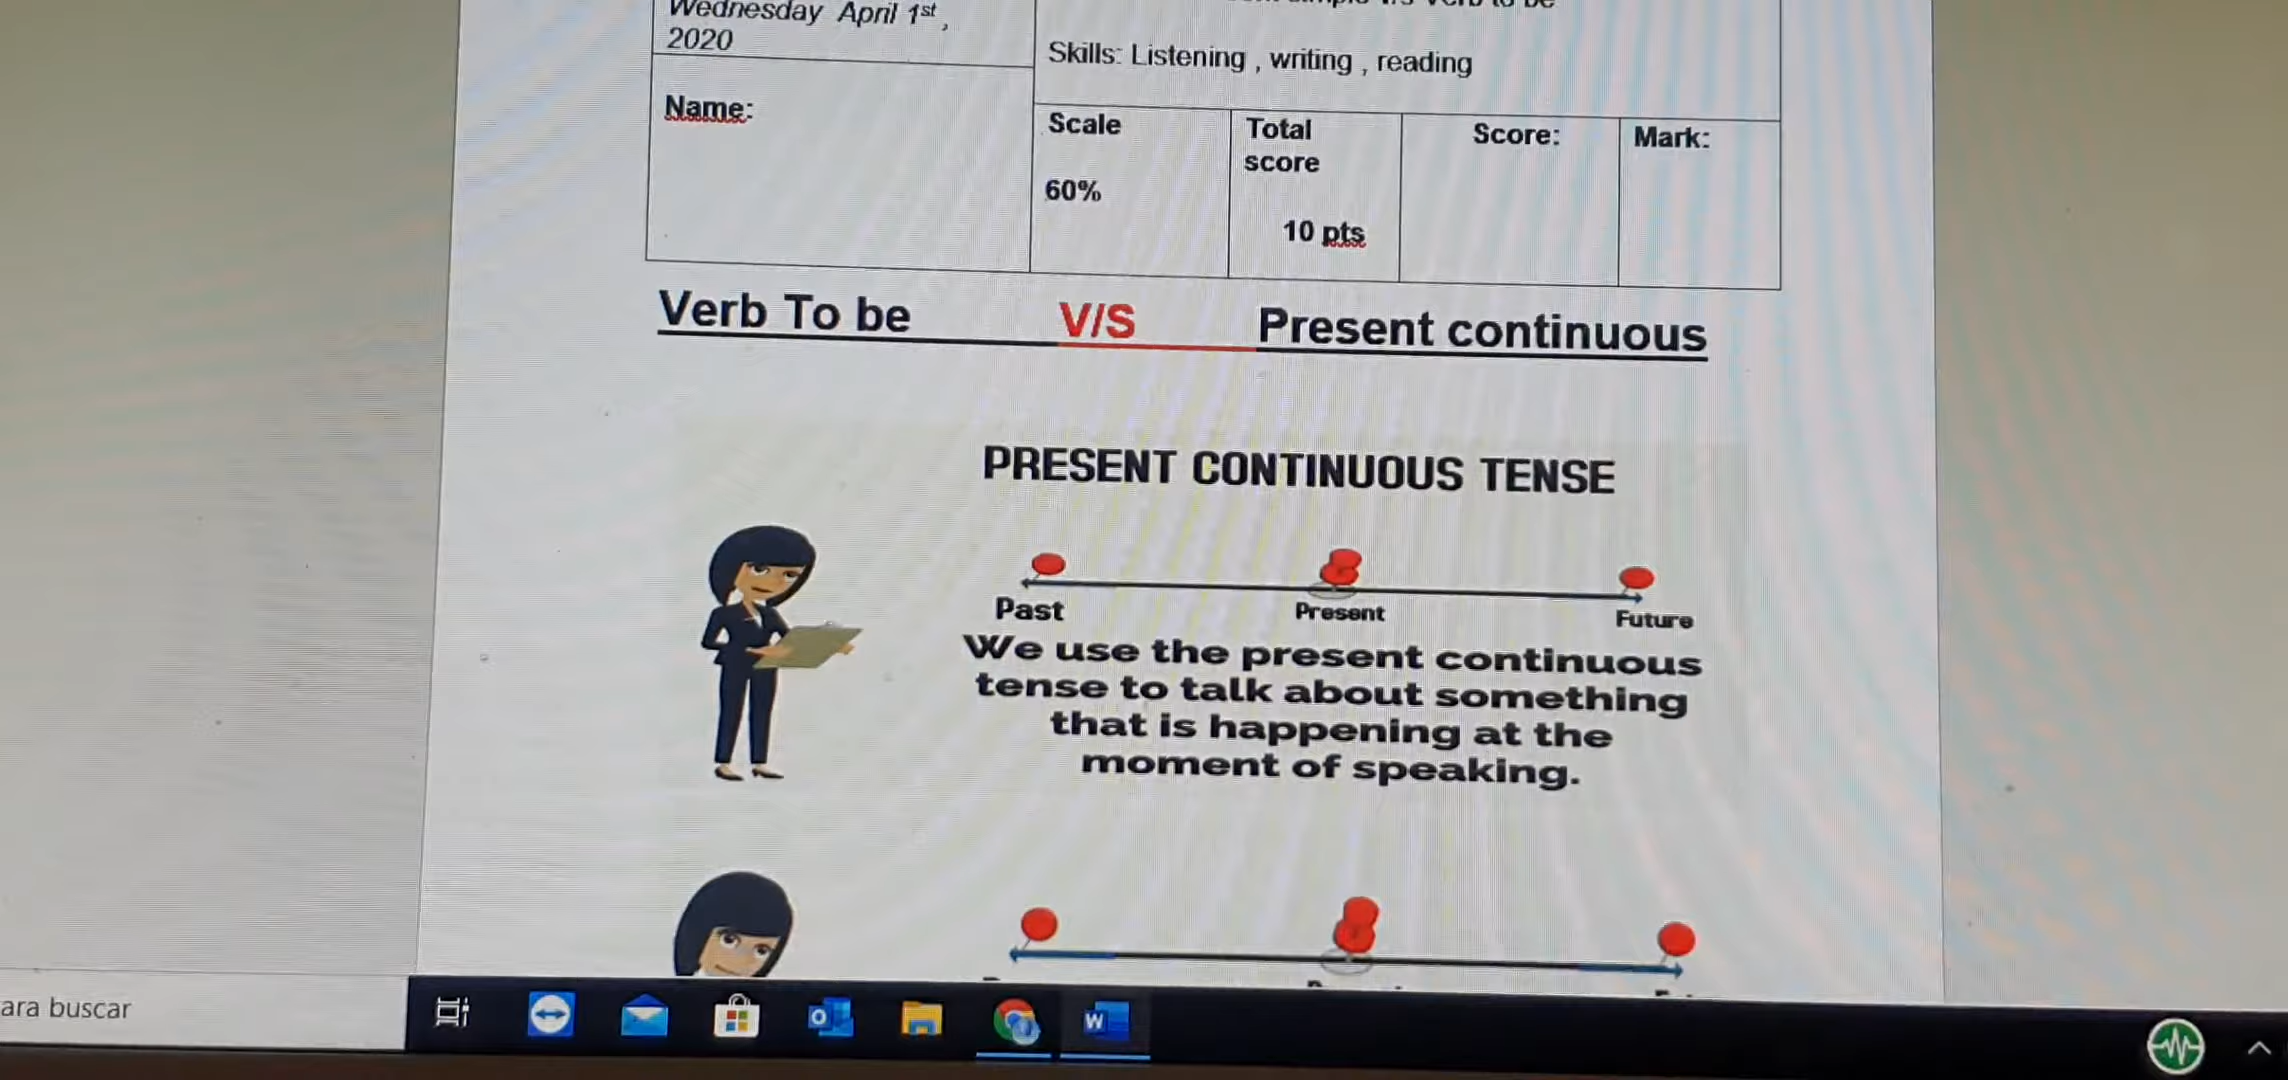 Wednesday April 1st,
2020
Skills: Listening , writing , reading
Name:
Scale
60%
Total
score
10 pts
Score:
Mark:
Verb To be V/S Present continuous
PRESENT CONTINUOUS TENSE
Past Present Future
We use the present continuous
tense to talk about something
that is happening at the
moment of speaking.
ara buscar